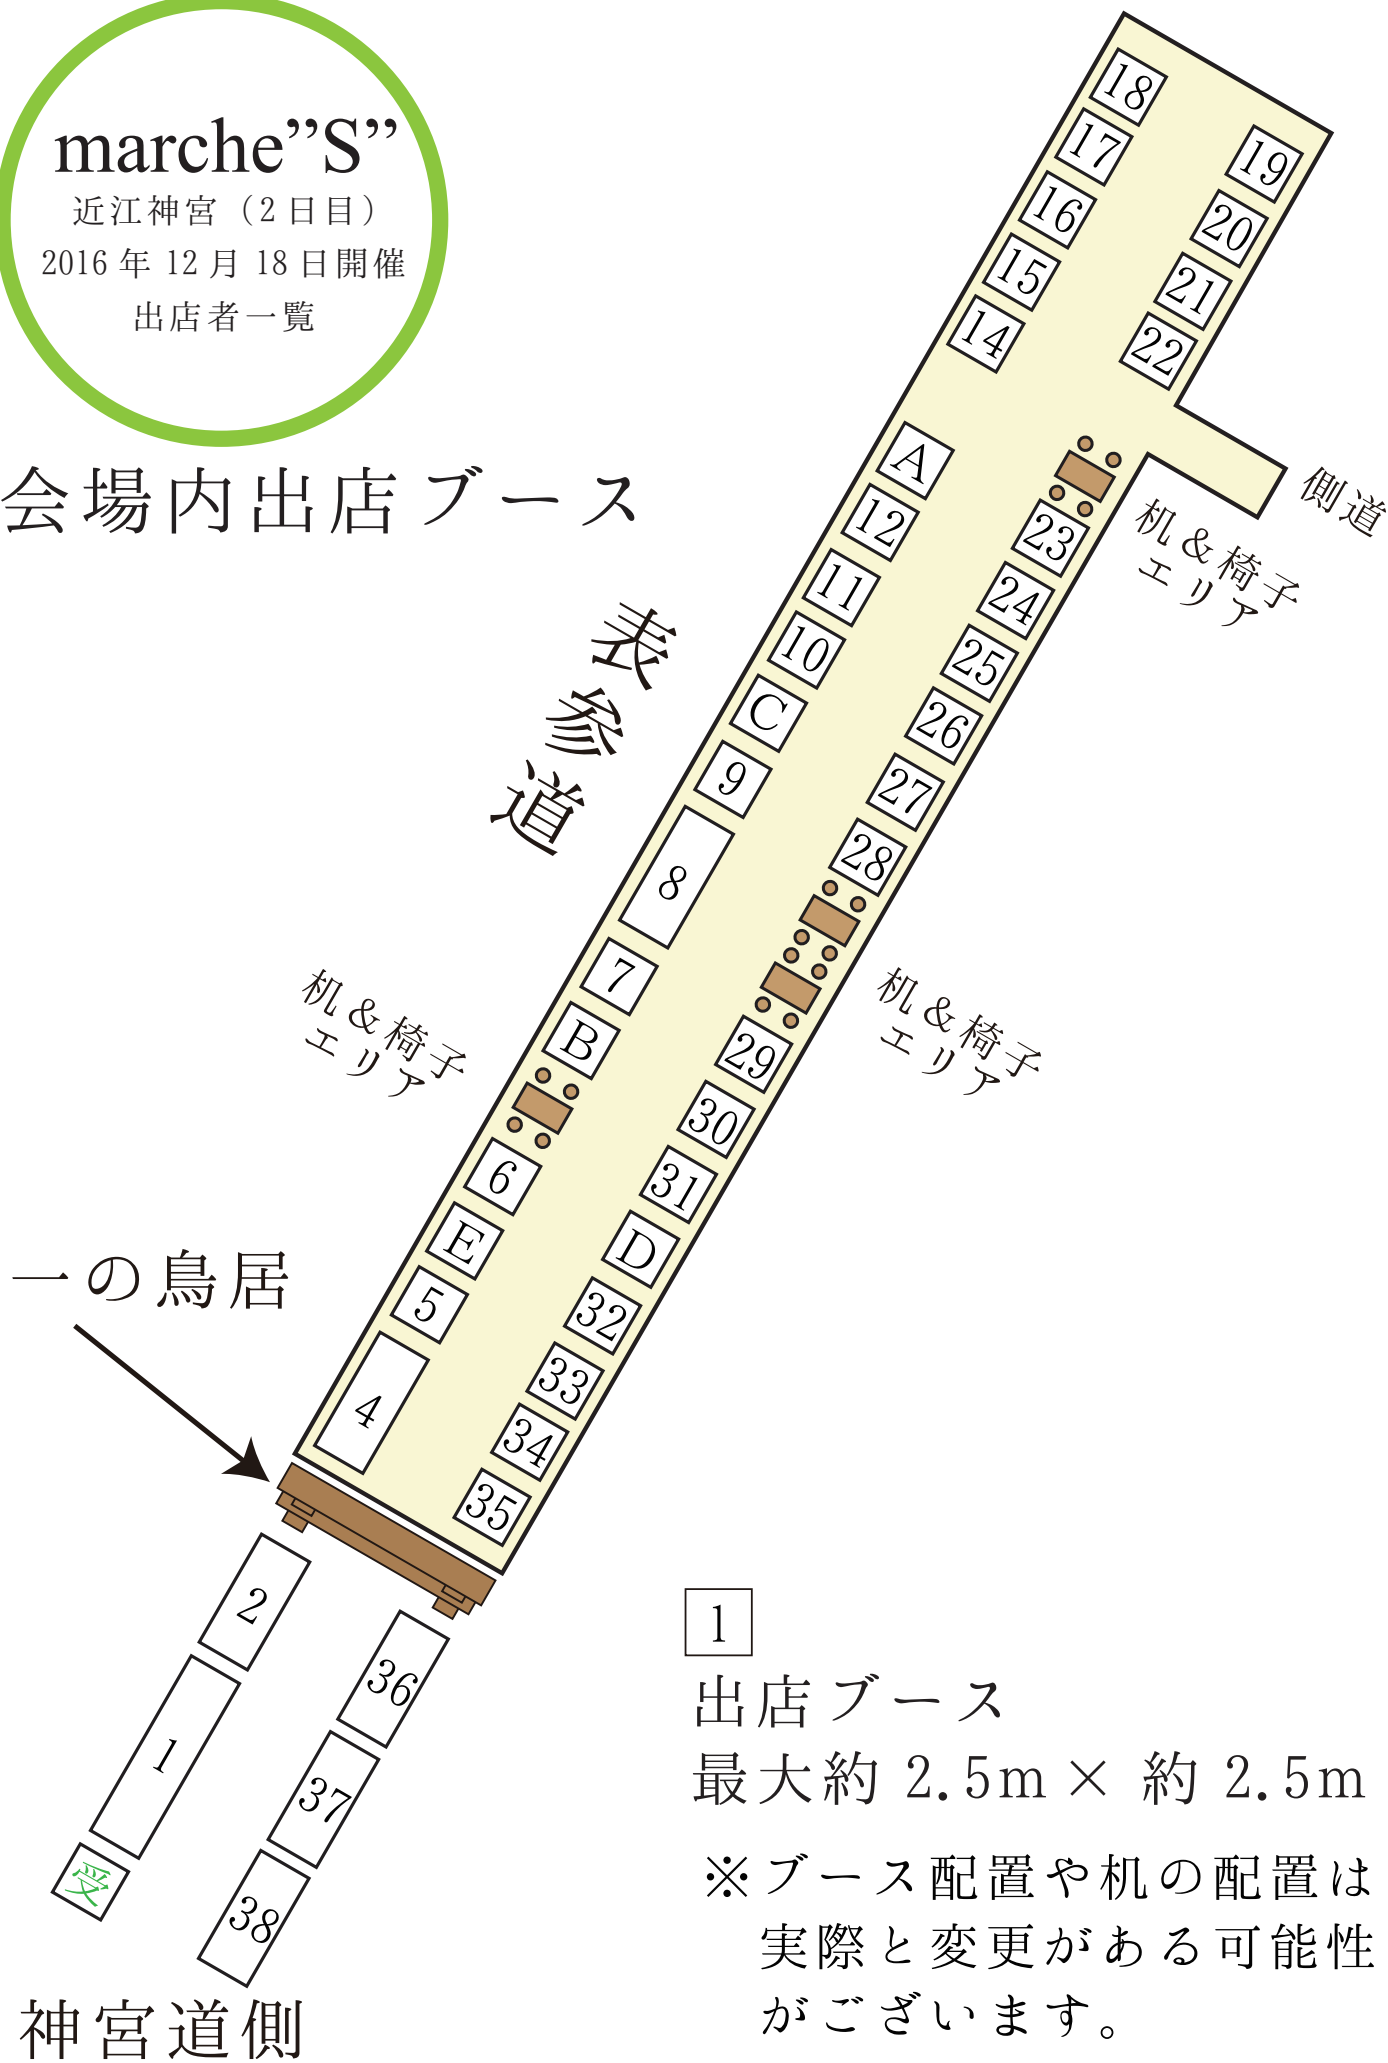 marche”S”
近江神宮（2日目）
2016年 12月 18日開催
出店者一覧
会場内出店ブース
18
17
16
15
14
19
20
21
22
側道
机＆椅子
エリア
A
12
11
10
C
9
8
7
B
6
E
5
4
23
24
25
26
27
28
29
30
31
D
32
33
34
35
表参道
机＆椅子
エリア
机＆椅子
エリア
一の鳥居
2
1
受
36
37
38
神宮道側
1
出店ブース
最大約 2.5m × 約 2.5m
※ブース配置や机の配置は
実際と変更がある可能性
がございます。